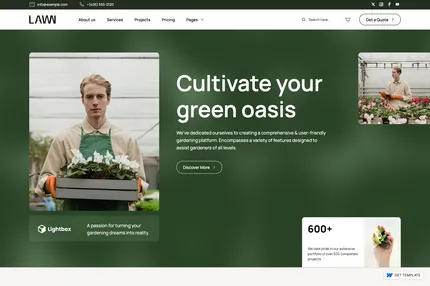 info@example.com
+(408) 555-0120
LAWN
About us
Services
Projects
Pricing
Pages
Search here...
Get a Quote
Cultivate your
green oasis
We've dedicated ourselves to creating a comprehensive & user-friendly
gardening platform. Encompasses a variety of features designed to
assist gardeners of all levels.
Discover More
Lightbox
A passion for turning your
gardening dreams into reality.
600+
We take pride in our extensive
portfolio of over 500 completed
projects
GET TEMPLATE